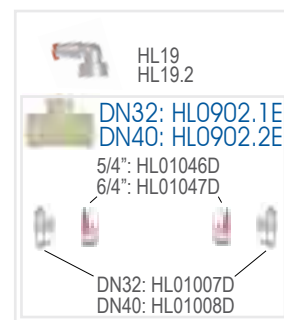 HL19
HL19.2
DN32: HL0902.1E
DN40: HL0902.2E
5/4”: HL01046D
6/4”: HL01047D
DN32: HL01007D
DN40: HL01008D